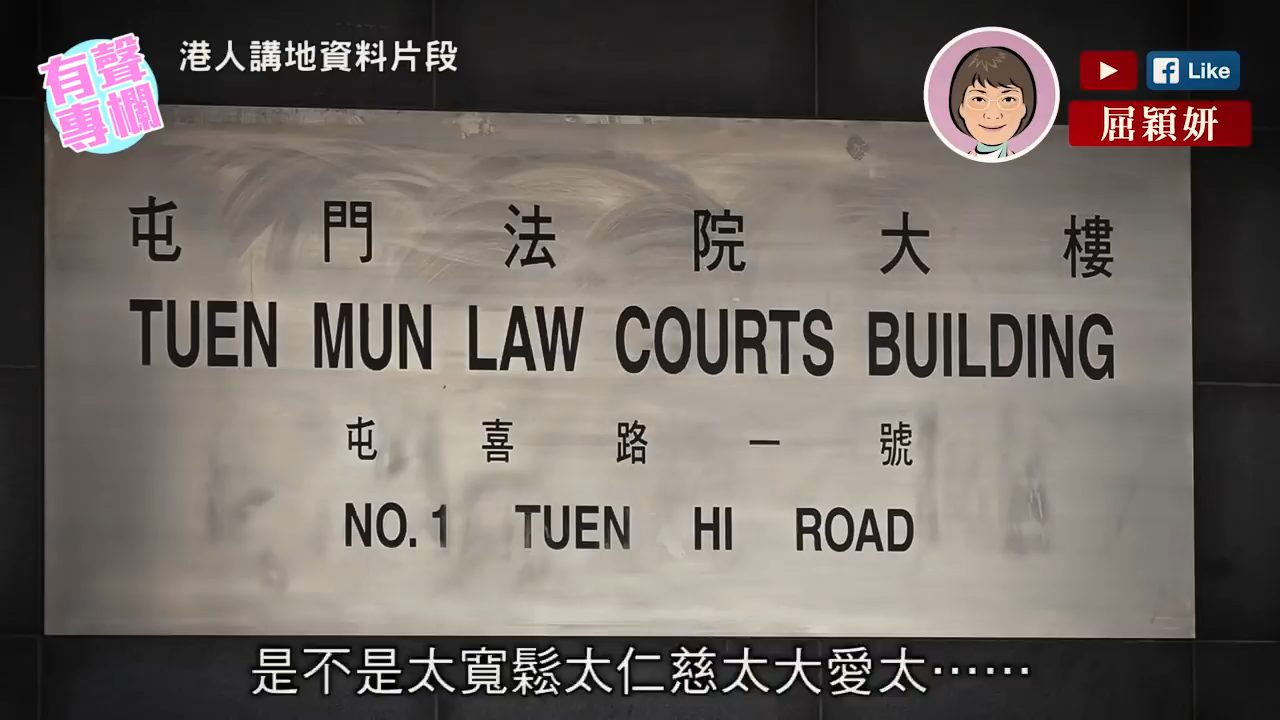 有聲
專欄
港人講地資料片段
Like
屈穎妍
屯門法院大樓
TUEN MUN LAW COURTS BUILDING
屯喜路一號
NO. 1 TUEN HI ROAD
是不是太寬鬆太仁慈太大愛太……